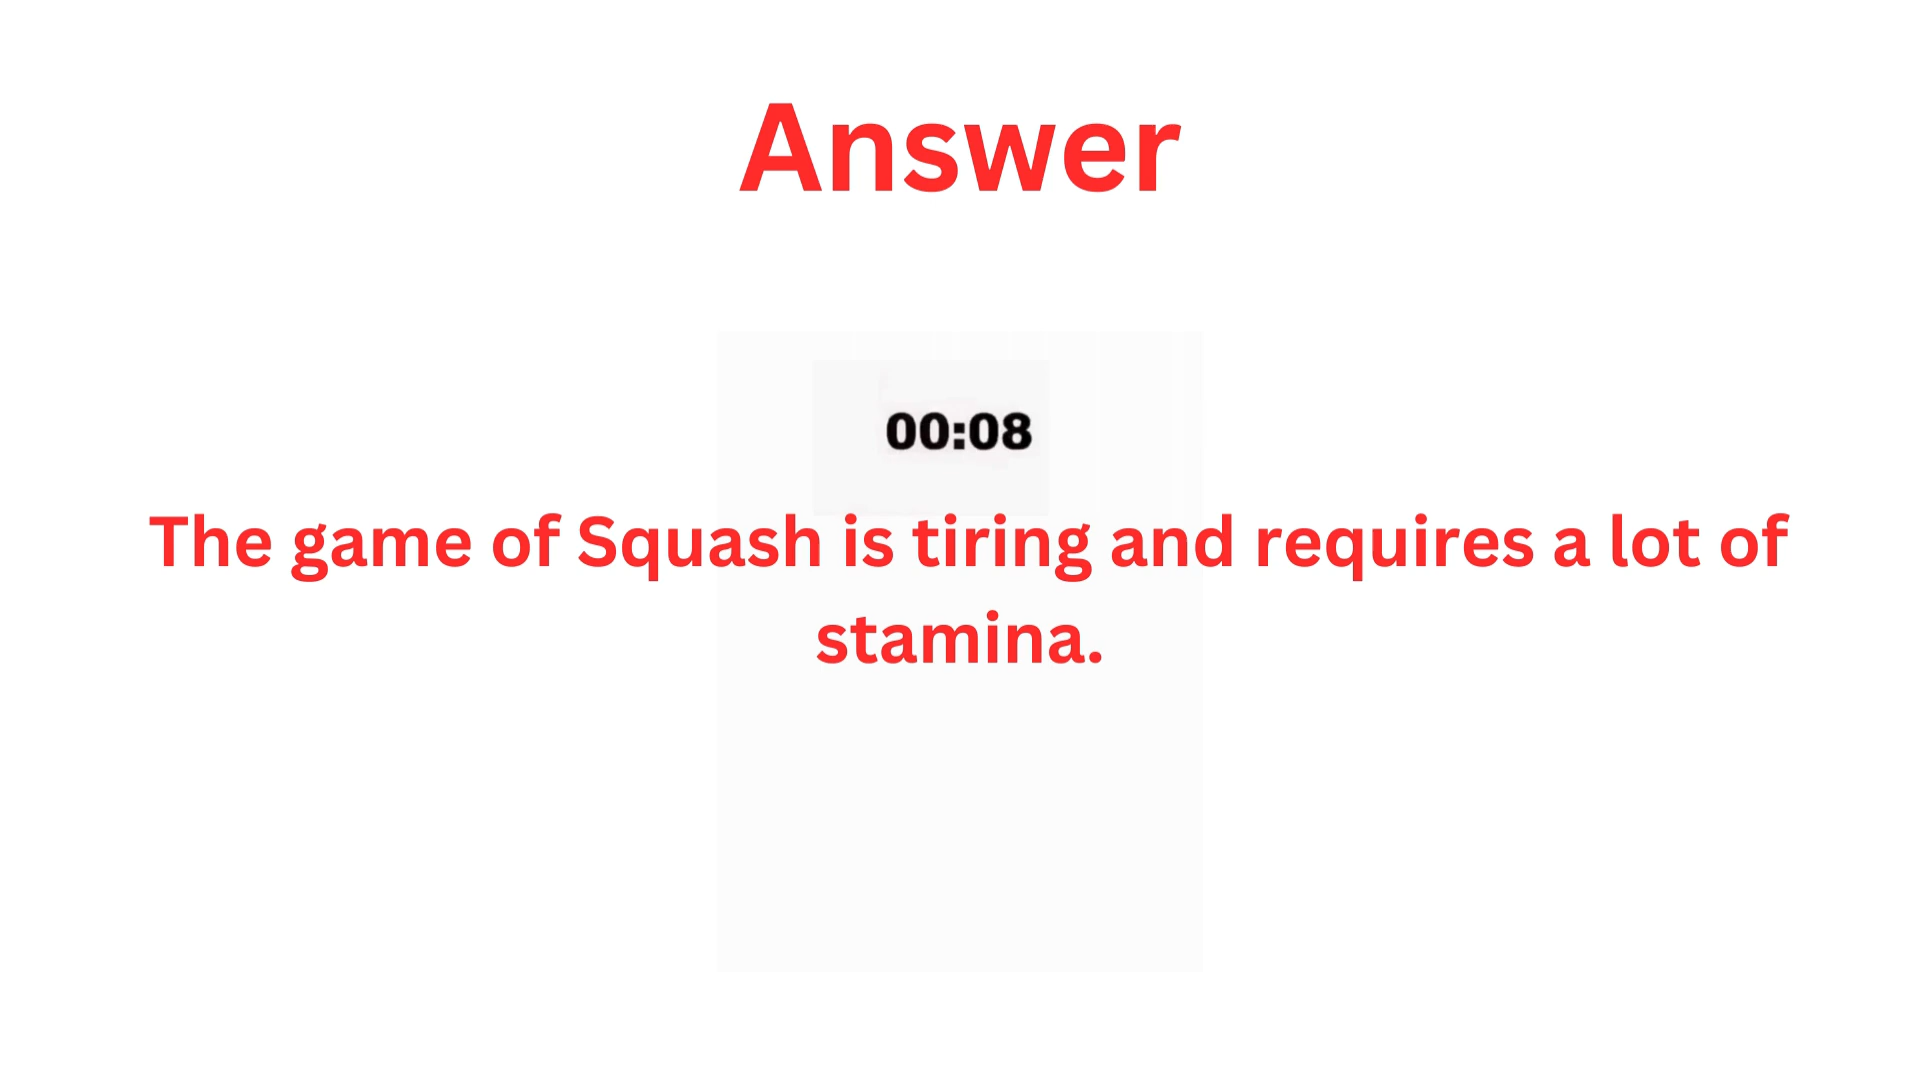 Answer
00:08
The game of Squash is tiring and requires a lot of
stamina.